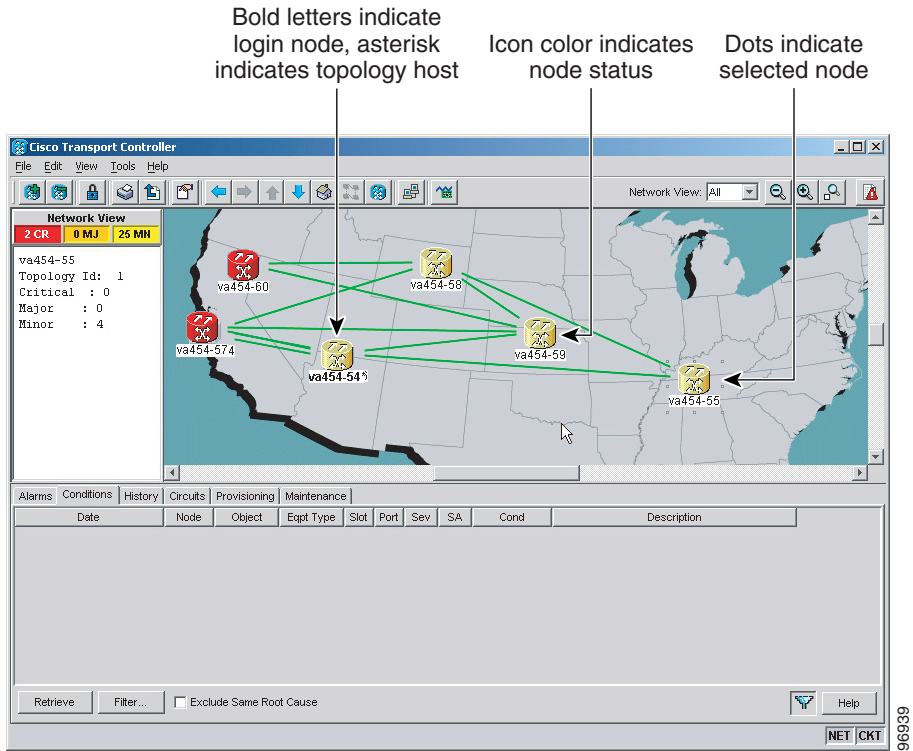 Bold letters indicate
login node, asterisk
indicates topology host
Icon color indicates
node status
Dots indicate
selected node
Cisco Transport Controller
File Edit View Tools Help
Network View: All
Network View
2 CR 0 MJ 25 MN
va454-55
Topology Id: 1
Critical : 0
Major : 0
Minor : 4
va454-60
va454-58
va454-574
va454-59
va454-54*
va454-55
Alarms Conditions History Circuits Provisioning Maintenance
Date Node Object Eqpt Type Slot Port Sev SA Cond Description
Retrieve Filter... Exclude Same Root Cause Help
NET CKT
96939